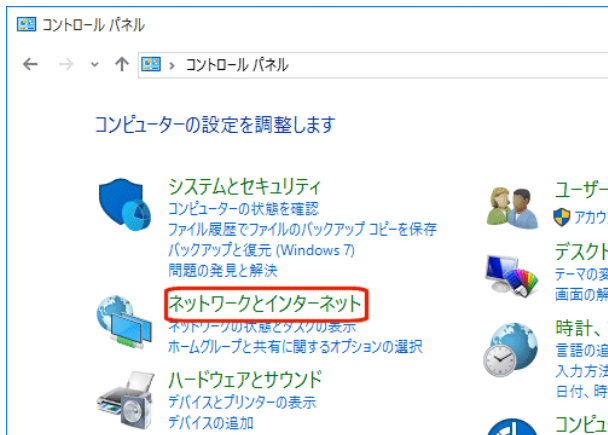 コントロール パネル
コントロール パネル
コンピューターの設定を調整します
システムとセキュリティ
コンピューターの状態を確認
ファイル履歴でファイルのバックアップ コピーを保存
バックアップと復元 (Windows 7)
問題の発見と解決
ネットワークとインターネット
ネットワークの状態とタスクの表示
ホームグループと共有に関するオプションの選択
ハードウェアとサウンド
デバイスとプリンターの表示
デバイスの追加
ユーザー
アカウ
デスクト
テーマの変
画面の解
時計、
言語の追
入力方法
日付、時
コンピュ